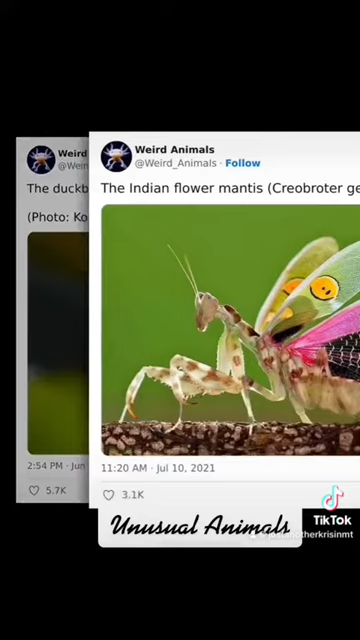 Weird
@Weir
The duckb
(Photo: Ko
2:54 PM · Jun
5.7K
Weird Animals
@Weird_Animals · Follow
The Indian flower mantis (Creobroter ge
11:20 AM · Jul 10, 2021
3.1K
Unusual Animals
TikTok